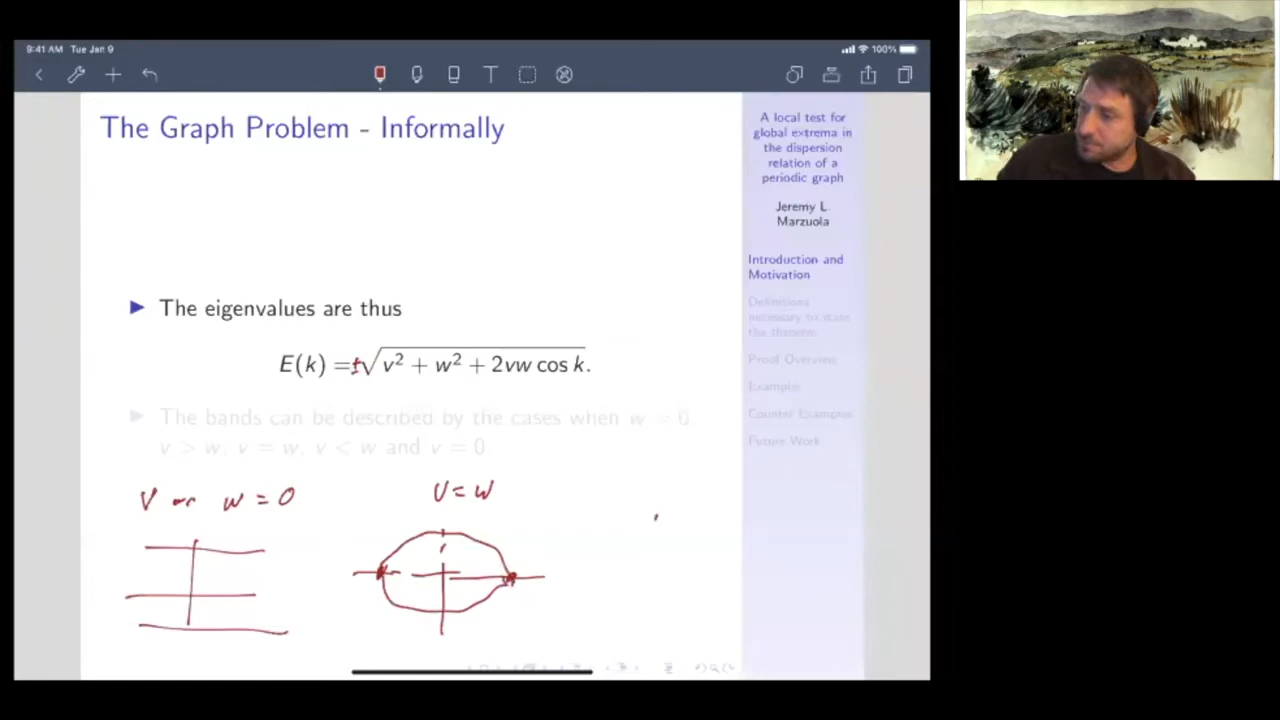 9:41 AM Tue Jan 9
100%
The Graph Problem - Informally
▶ The eigenvalues are thus
E(k) = ±√(v² + w² + 2vw cos k).
▶ The bands can be described by the cases when w = 0,
v > w, v = w, v < w and v = 0.
V or w = 0
V = W
A local test for
global extrema in
the dispersion
relation of a
periodic graph
Jeremy L.
Marzuola
Introduction and
Motivation
Definitions
necessary to state
the theorem
Proof Overview
Examples
Counter Examples
Future Work